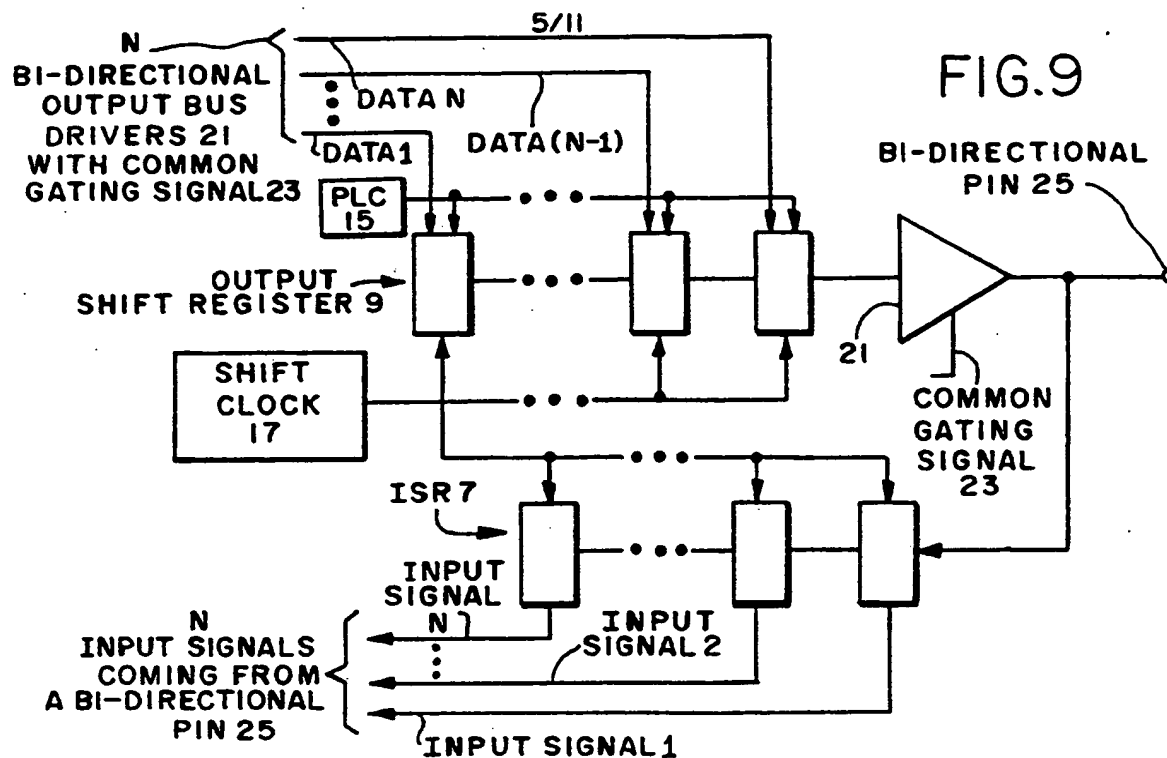 5/11
N
BI-DIRECTIONAL
OUTPUT BUS
DRIVERS 21
WITH COMMON
GATING SIGNAL 23
DATA N
DATA (N-1)
DATA 1
FIG. 9
BI-DIRECTIONAL
PIN 25
PLC
15
OUTPUT
SHIFT REGISTER 9
21
SHIFT
CLOCK
17
COMMON
GATING
SIGNAL
23
ISR 7
INPUT
SIGNAL
N
INPUT
SIGNAL 2
N
INPUT SIGNALS
COMING FROM
A BI-DIRECTIONAL
PIN 25
INPUT SIGNAL 1